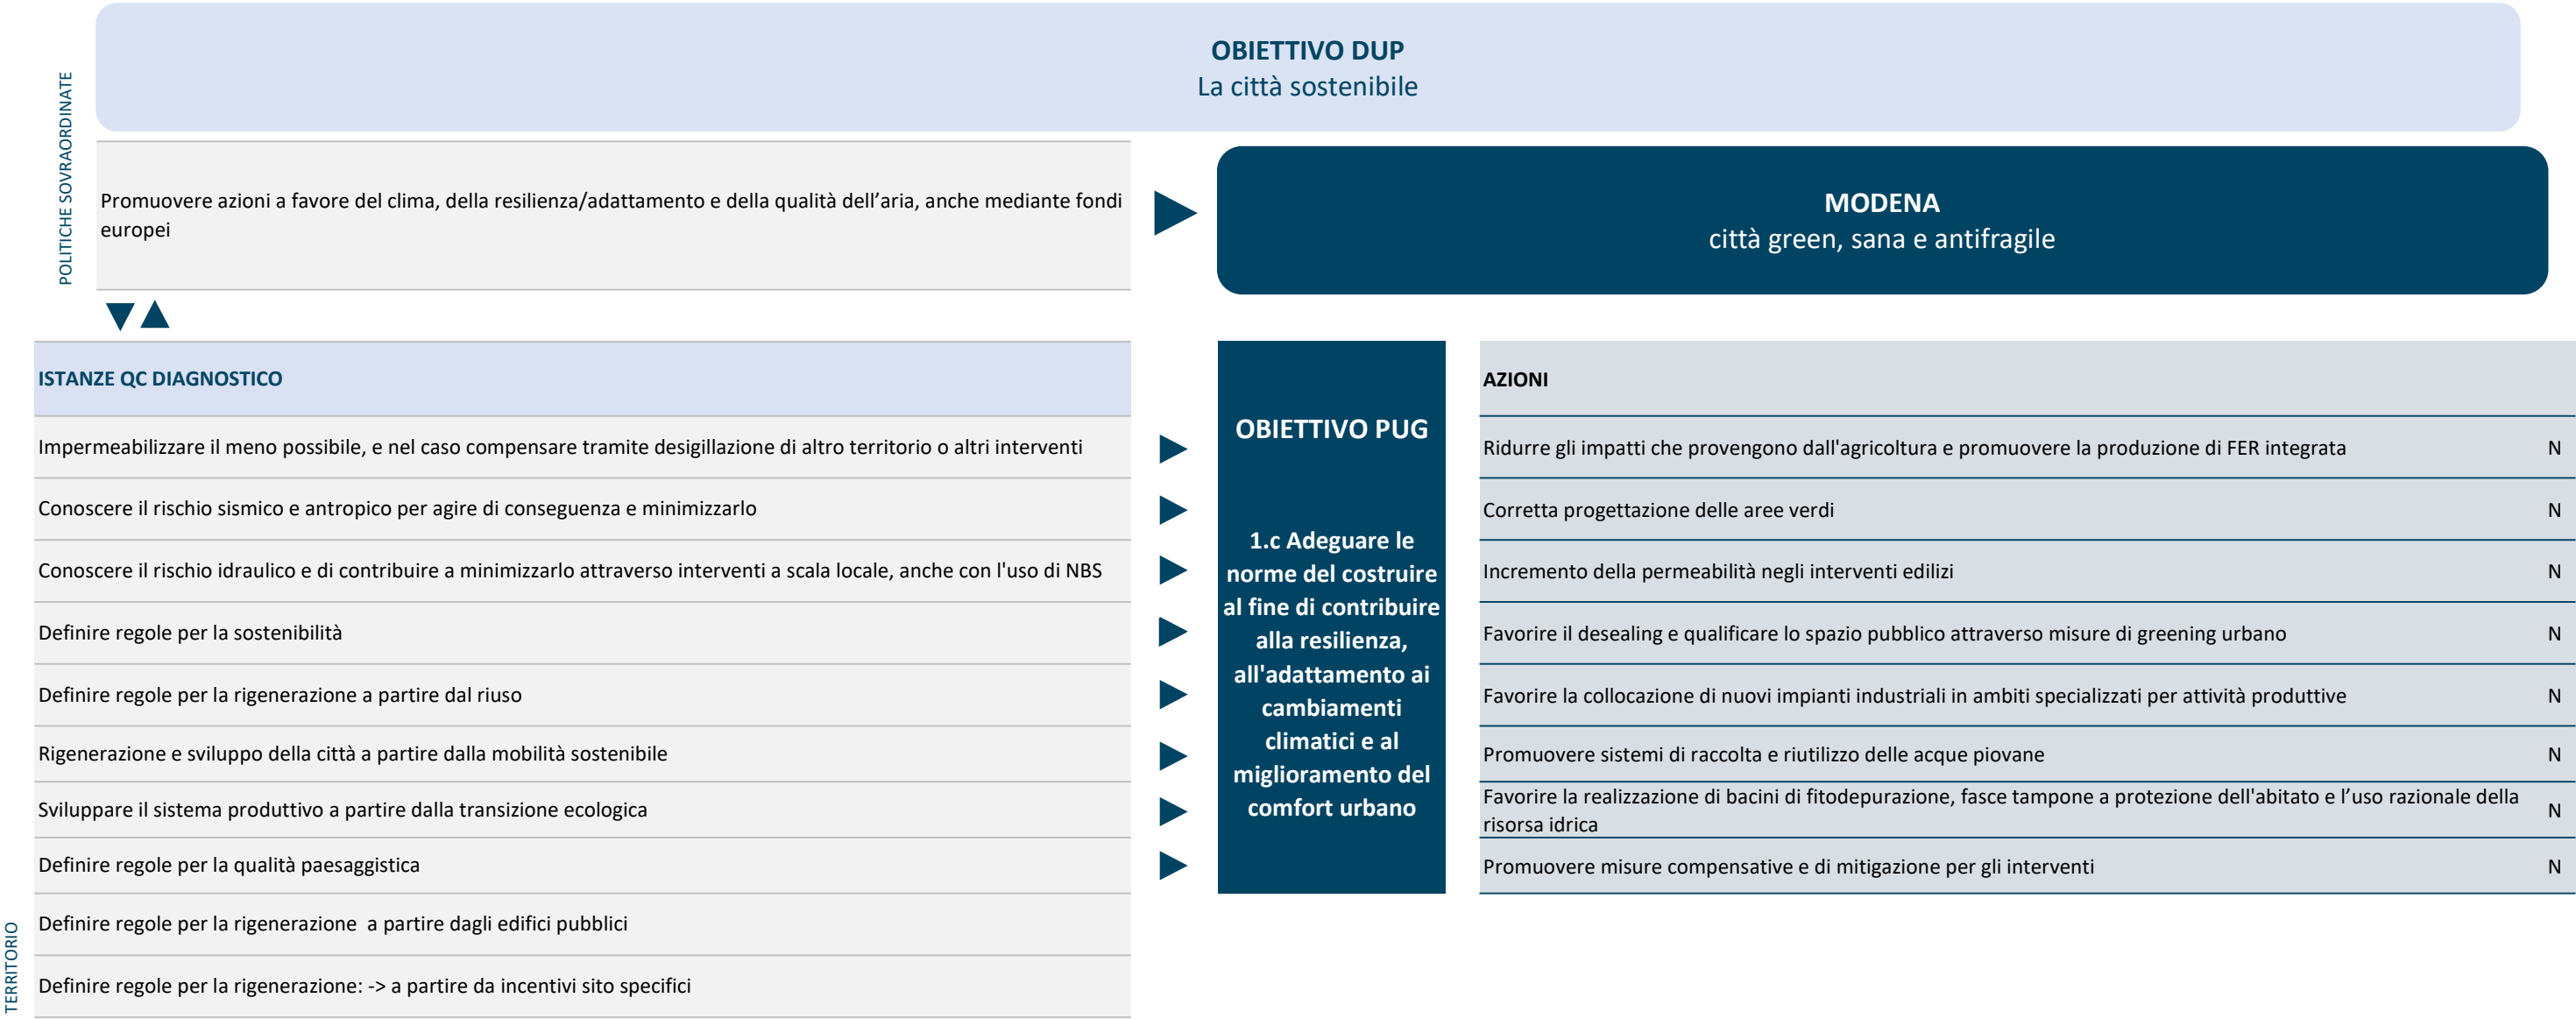 OBIETTIVO DUP
La città sostenibile
POLITICHE SOVRAORDINATE
Promuovere azioni a favore del clima, della resilienza/adattamento e della qualità dell’aria, anche mediante fondi
europei
MODENA
città green, sana e antifragile
ISTANZE QC DIAGNOSTICO
Impermeabilizzare il meno possibile, e nel caso compensare tramite desigillazione di altro territorio o altri interventi
Conoscere il rischio sismico e antropico per agire di conseguenza e minimizzarlo
Conoscere il rischio idraulico e di contribuire a minimizzarlo attraverso interventi a scala locale, anche con l'uso di NBS
Definire regole per la sostenibilità
Definire regole per la rigenerazione a partire dal riuso
Rigenerazione e sviluppo della città a partire dalla mobilità sostenibile
Sviluppare il sistema produttivo a partire dalla transizione ecologica
Definire regole per la qualità paesaggistica
Definire regole per la rigenerazione  a partire dagli edifici pubblici
Definire regole per la rigenerazione: -> a partire da incentivi sito specifici
TERRITORIO
OBIETTIVO PUG
1.c Adeguare le
norme del costruire
al fine di contribuire
alla resilienza,
all'adattamento ai
cambiamenti
climatici e al
miglioramento del
comfort urbano
AZIONI
Ridurre gli impatti che provengono dall'agricoltura e promuovere la produzione di FER integrata N
Corretta progettazione delle aree verdi N
Incremento della permeabilità negli interventi edilizi N
Favorire il desealing e qualificare lo spazio pubblico attraverso misure di greening urbano N
Favorire la collocazione di nuovi impianti industriali in ambiti specializzati per attività produttive N
Promuovere sistemi di raccolta e riutilizzo delle acque piovane N
Favorire la realizzazione di bacini di fitodepurazione, fasce tampone a protezione dell'abitato e l’uso razionale della
risorsa idrica N
Promuovere misure compensative e di mitigazione per gli interventi N